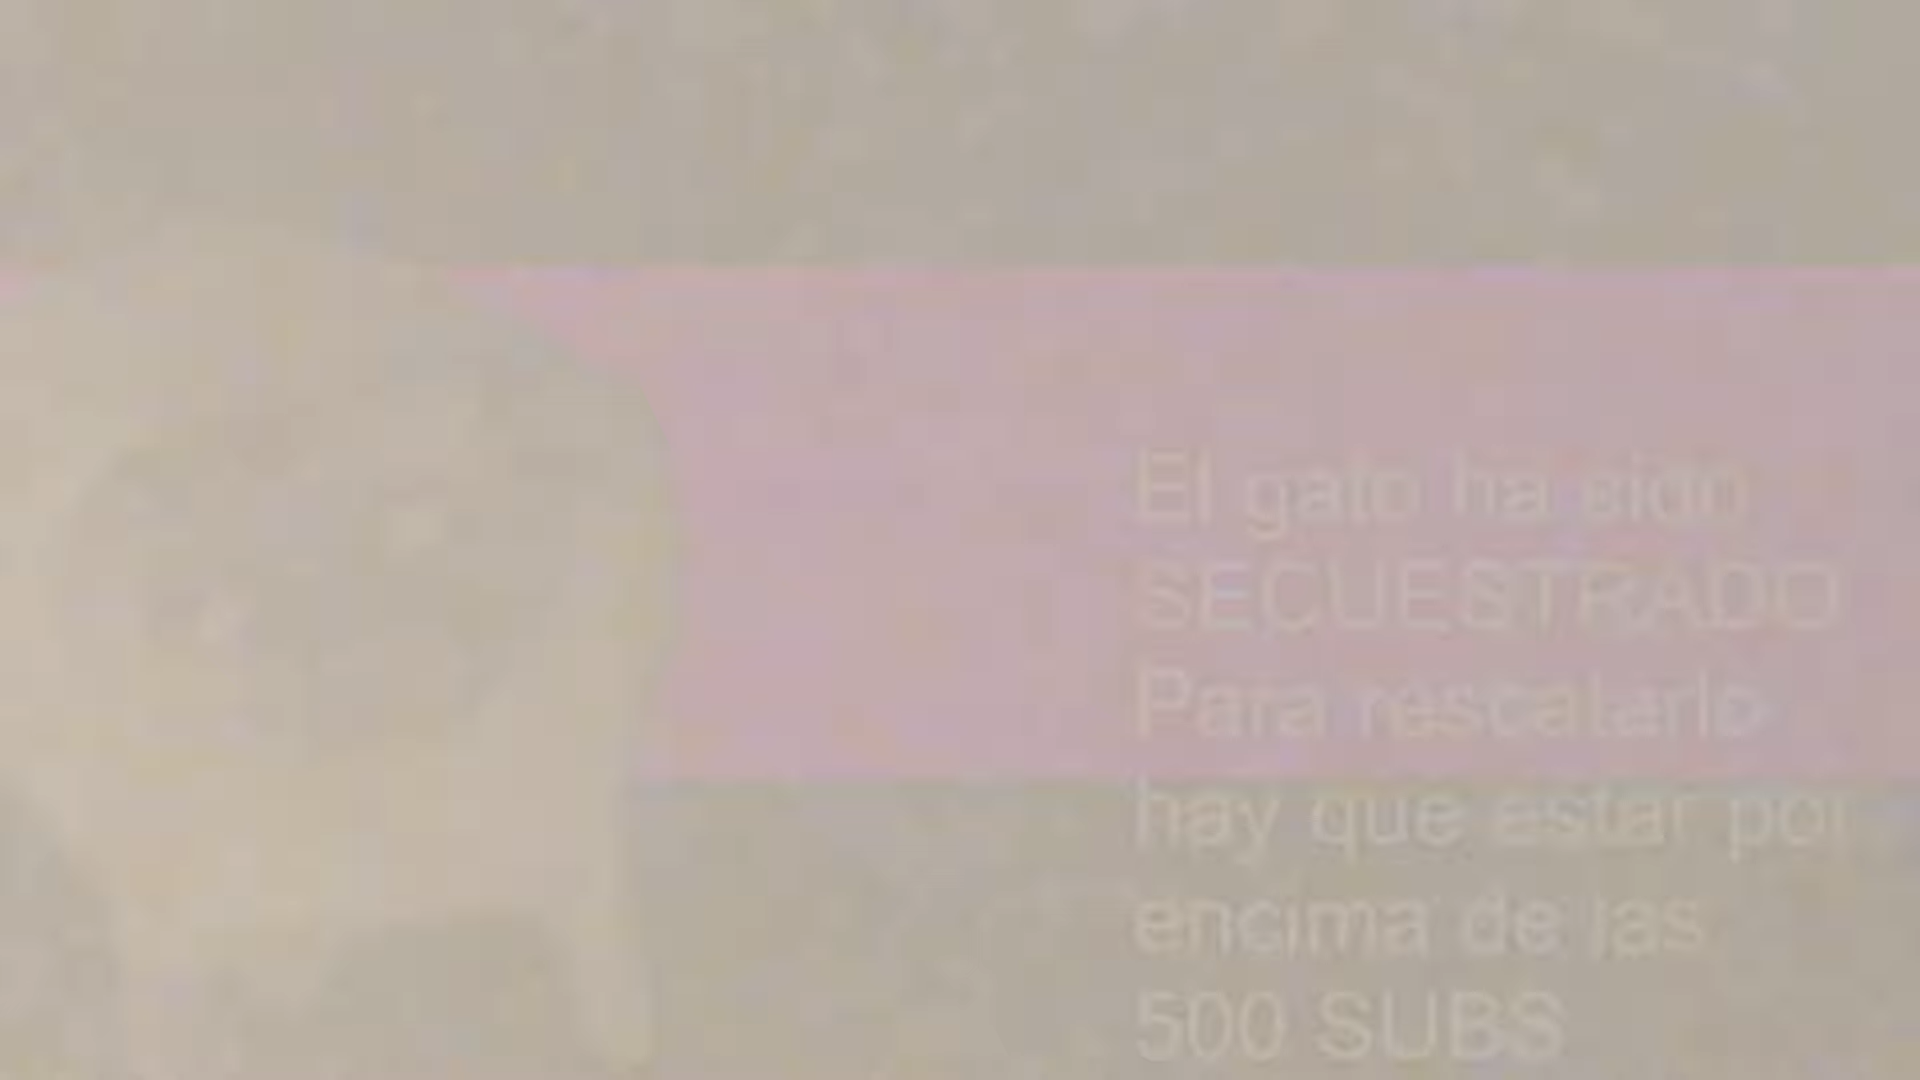 El gato ha sido
SECUESTRADO
Para rescatarlo
hay que estar por
encima de las
500 SUBS